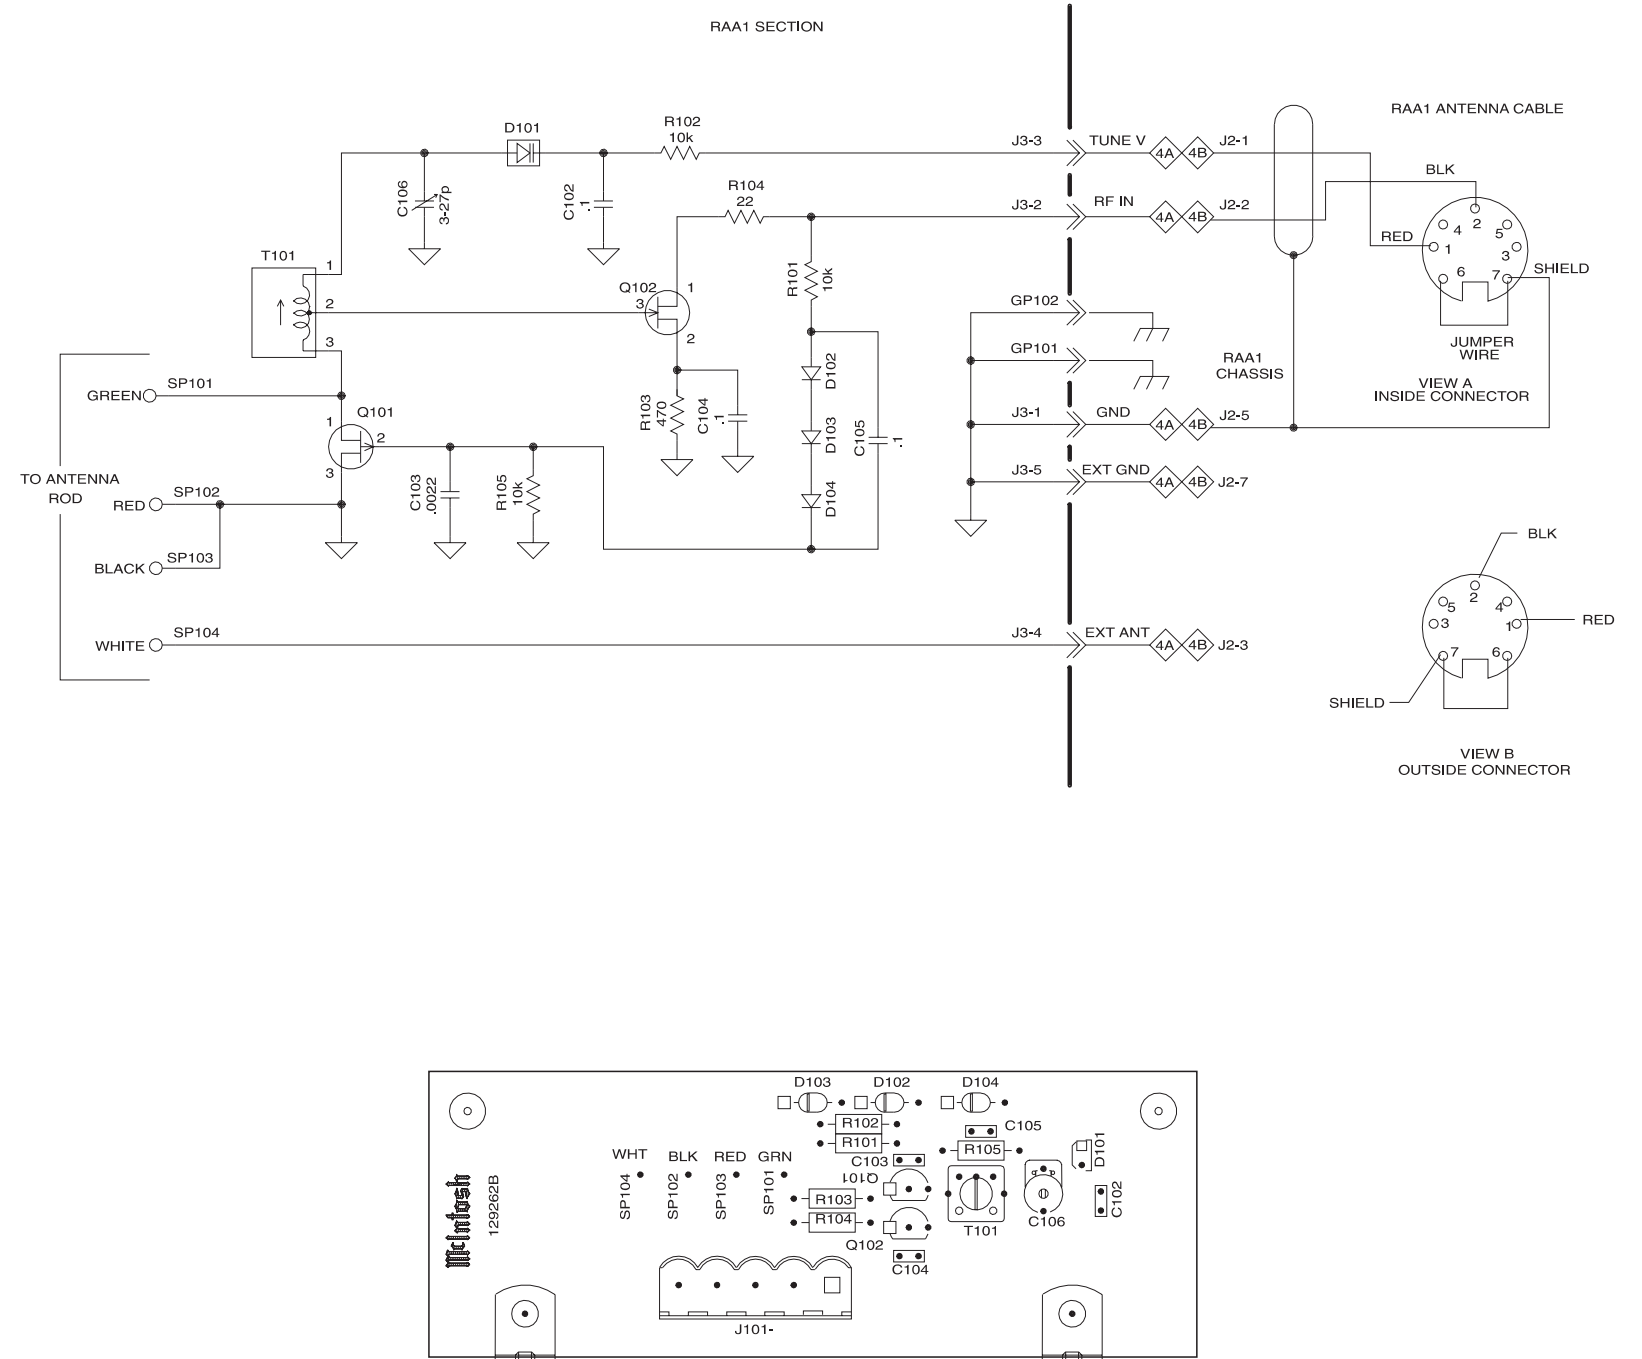 RAA1 SECTION
RAA1 ANTENNA CABLE
D101
R102
10k
J3-3
TUNE V
4A
4B
J2-1
BLK
C106
3-27p
C102
.1
R104
22
J3-2
RF IN
4A
4B
J2-2
2
4
5
RED
1
3
6
7
SHIELD
T101
1
2
3
Q102
3
1
2
R101
10k
GP102
GP101
JUMPER
WIRE
RAA1
CHASSIS
VIEW A
INSIDE CONNECTOR
GREEN
SP101
Q101
1
2
3
R103
470
C104
.1
D102
D103
D104
C105
.1
J3-1
GND
4A
4B
J2-5
TO ANTENNA
ROD
C103
.0022
R105
10k
J3-5
EXT GND
4A
4B
J2-7
RED
SP102
BLACK
SP103
BLK
2
5
4
3
1
RED
7
6
WHITE
SP104
J3-4
EXT ANT
4A
4B
J2-3
SHIELD
VIEW B
OUTSIDE CONNECTOR
D103
D102
D104
R102
R101
C105
R105
D101
C103
Q101
WHT
BLK
RED
GRN
SP104
SP102
SP103
SP101
McIntosh
129262B
R103
R104
Q102
C104
T101
C106
C102
J101-